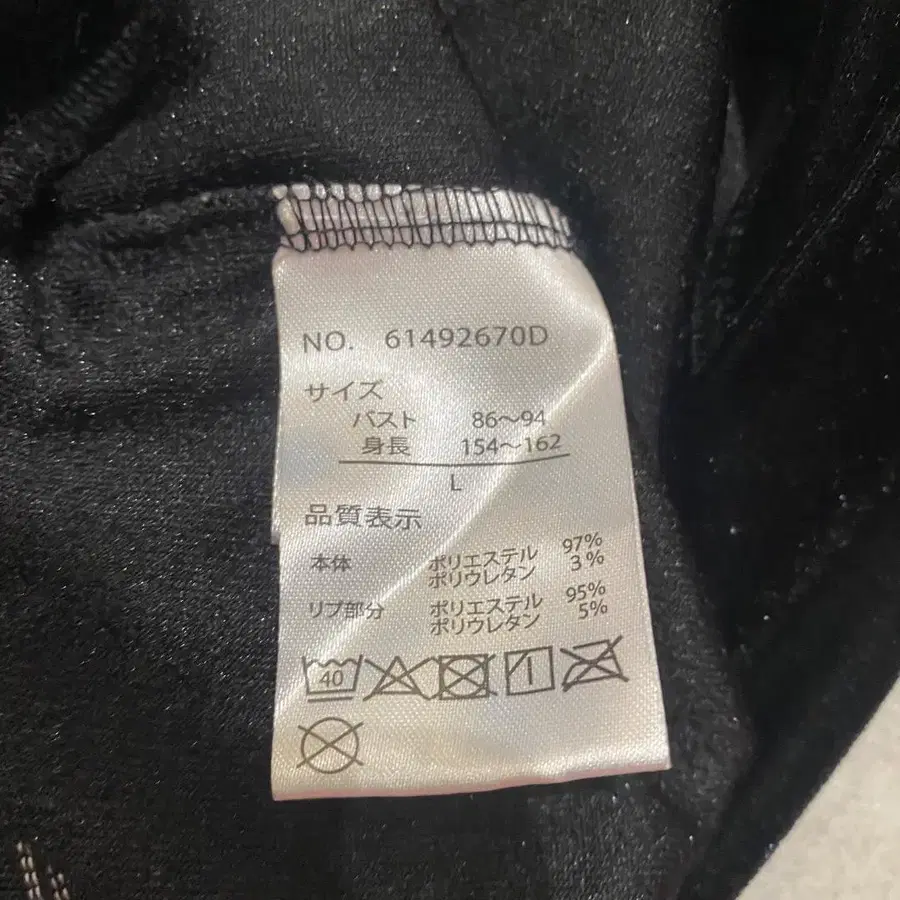 NO. 61492670D
サイズ
バスト 86〜94
身長 154〜162
L
品質表示
本体 ポリエステル 97%
ポリウレタン 3%
リブ部分 ポリエステル 95%
ポリウレタン 5%
40